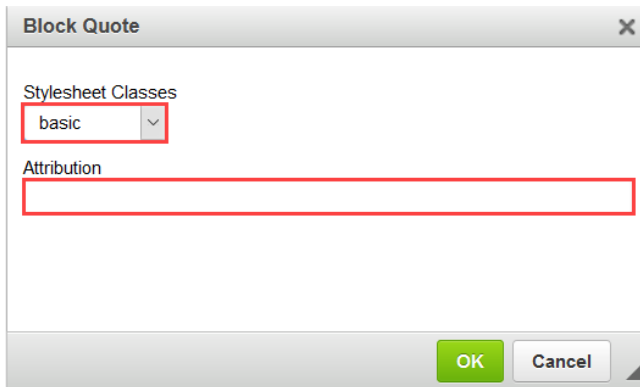 Block Quote
Stylesheet Classes
basic
Attribution
OK Cancel